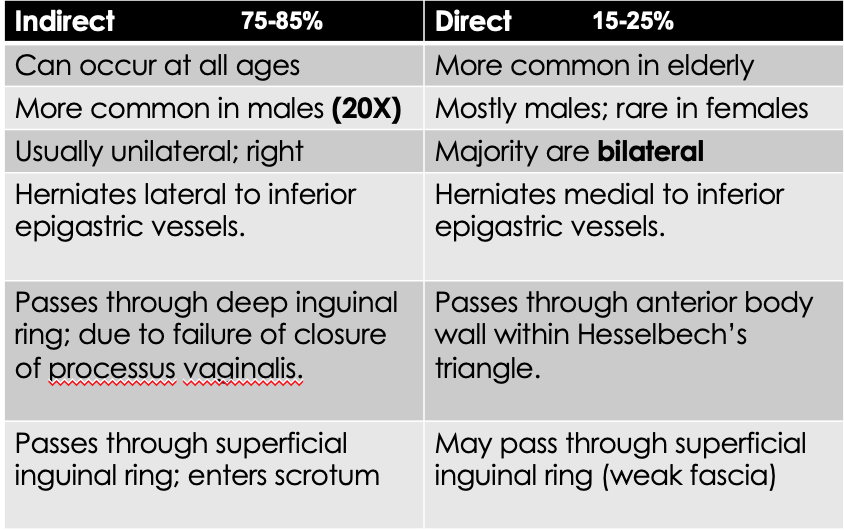 Indirect 75-85%
Direct 15-25%
Can occur at all ages
More common in elderly
More common in males (20X)
Mostly males; rare in females
Usually unilateral; right
Majority are bilateral
Herniates lateral to inferior
epigastric vessels.
Herniates medial to inferior
epigastric vessels.
Passes through deep inguinal
ring; due to failure of closure
of processus vaginalis.
Passes through anterior body
wall within Hesselbech’s
triangle.
Passes through superficial
inguinal ring; enters scrotum
May pass through superficial
inguinal ring (weak fascia)